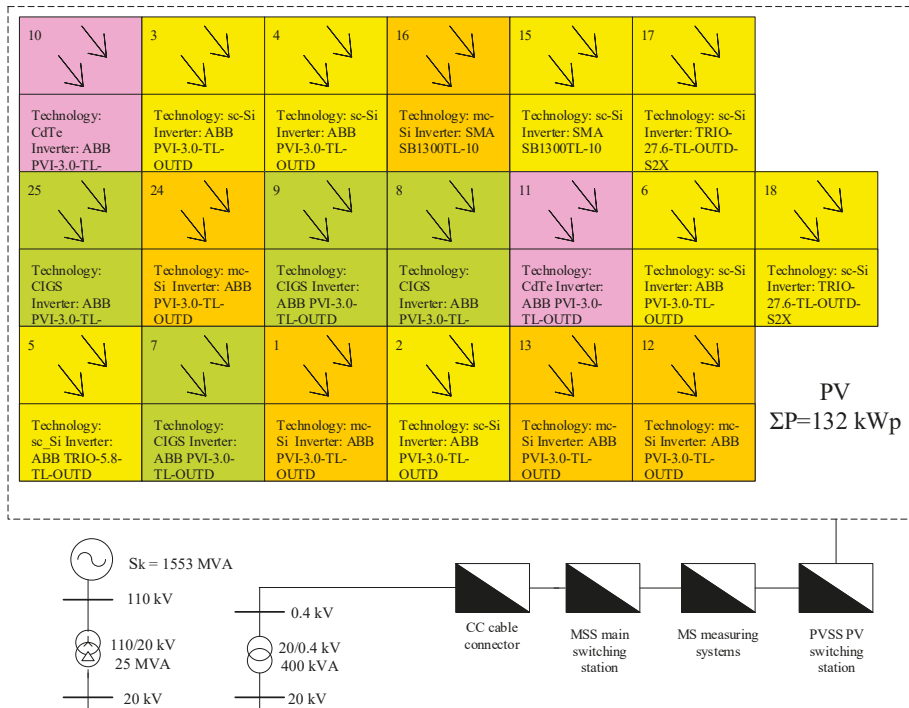 10
3
4
16
15
17
Technology:
CdTe
Inverter: ABB
PVI-3.0-TL-
Technology: sc-Si
Inverter: ABB
PVI-3.0-TL-
OUTD
Technology: sc-Si
Inverter: ABB
PVI-3.0-TL-
OUTD
Technology: mc-
Si Inverter: SMA
SB1300TL-10
Technology: sc-Si
Inverter: SMA
SB1300TL-10
Technology: sc-Si
Inverter: TRIO-
27.6-TL-OUTD-
S2X
25
24
9
8
11
6
18
Technology:
CIGS
Inverter: ABB
PVI-3.0-TL-
Technology: mc-
Si Inverter: ABB
PVI-3.0-TL-
OUTD
Technology:
CIGS Inverter:
ABB PVI-3.0-
TL-OUTD
Technology:
CIGS
Inverter: ABB
PVI-3.0-TL-
Technology:
CdTe Inverter:
ABB PVI-3.0-
TL-OUTD
Technology: sc-Si
Inverter: ABB
PVI-3.0-TL-
OUTD
Technology: sc-Si
Inverter: TRIO-
27.6-TL-OUTD-
S2X
5
7
1
2
13
12
Technology:
sc_Si Inverter:
ABB TRIO-5.8-
TL-OUTD
Technology:
CIGS Inverter:
ABB PVI-3.0-
TL-OUTD
Technology: mc-
Si Inverter: ABB
PVI-3.0-TL-
OUTD
Technology: sc-Si
Inverter: ABB
PVI-3.0-TL-
OUTD
Technology: mc-
Si Inverter: ABB
PVI-3.0-TL-
OUTD
Technology: mc-
Si Inverter: ABB
PVI-3.0-TL-
OUTD
PV
ΣP=132 kWp
Sk = 1553 MVA
110 kV
110/20 kV
25 MVA
20 kV
0.4 kV
20/0.4 kV
400 kVA
20 kV
CC cable
connector
MSS main
switching
station
MS measuring
systems
PVSS PV
switching
station